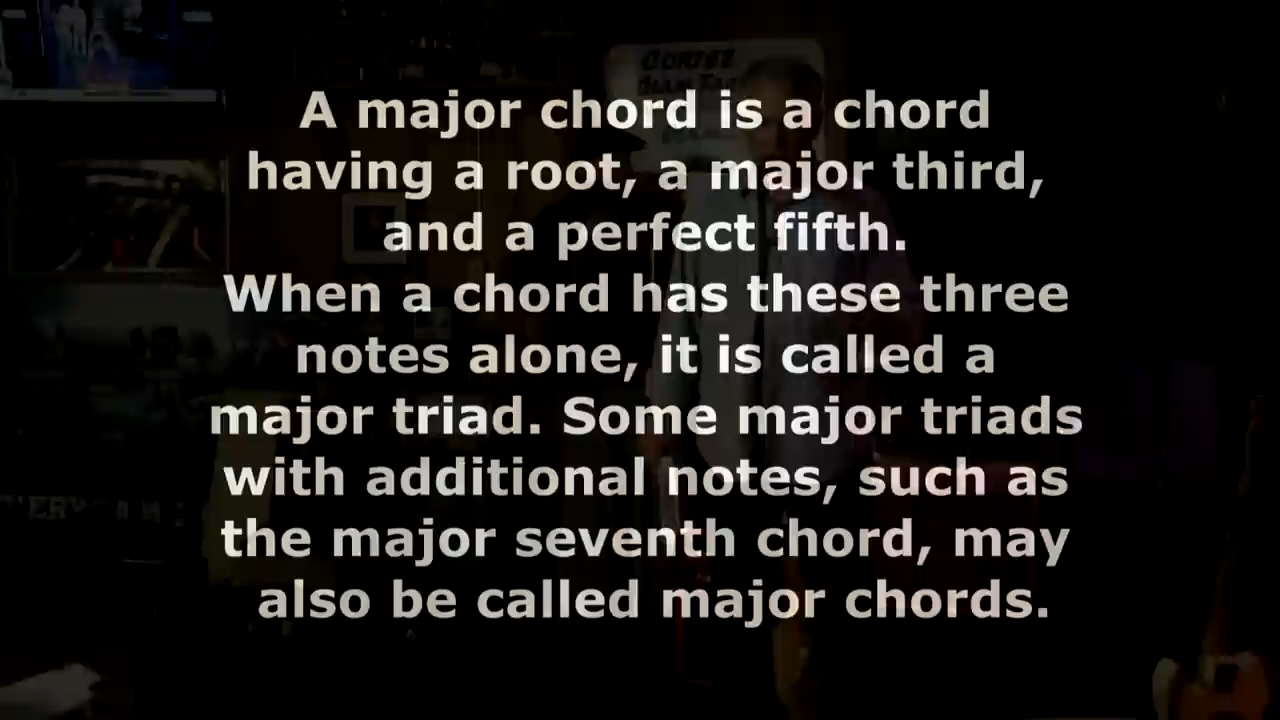 A major chord is a chord
having a root, a major third,
and a perfect fifth.
When a chord has these three
notes alone, it is called a
major triad. Some major triads
with additional notes, such as
the major seventh chord, may
also be called major chords.